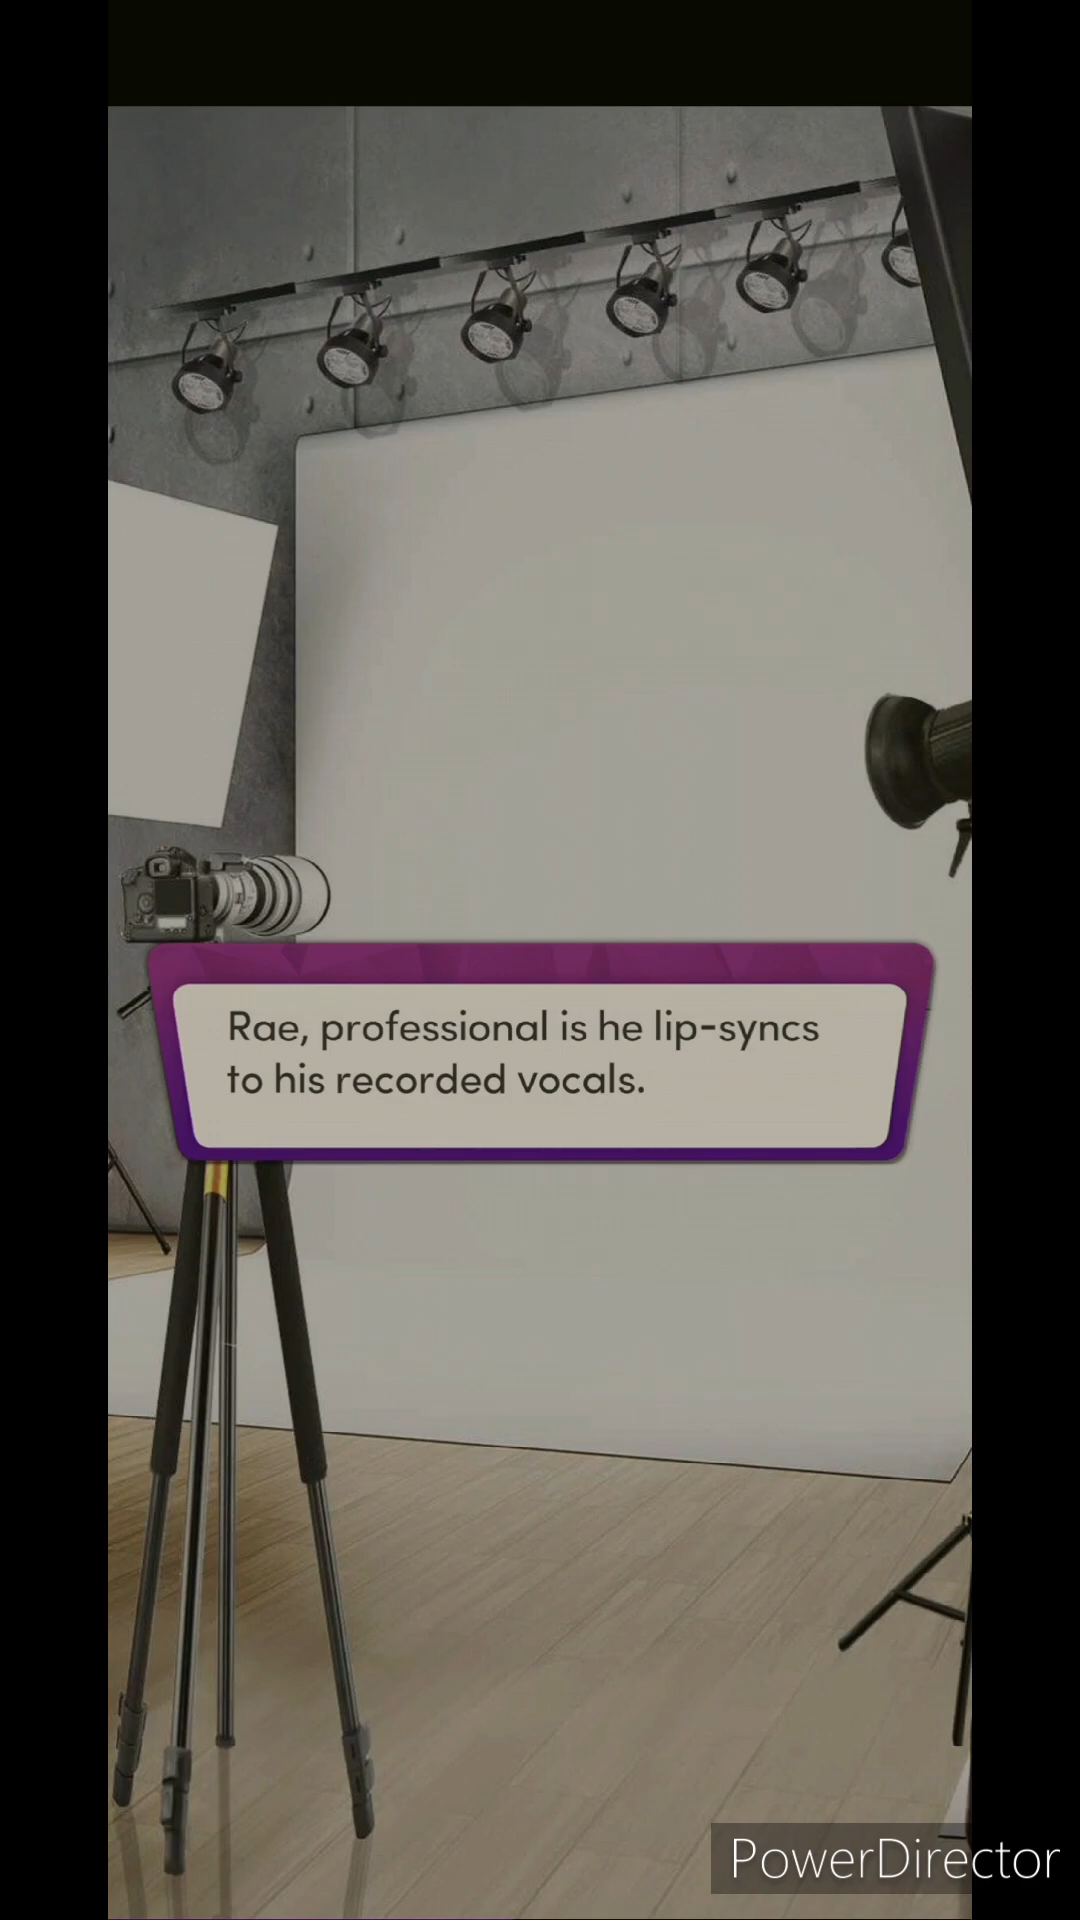 Rae, professional is he lip-syncs
to his recorded vocals.
PowerDirector